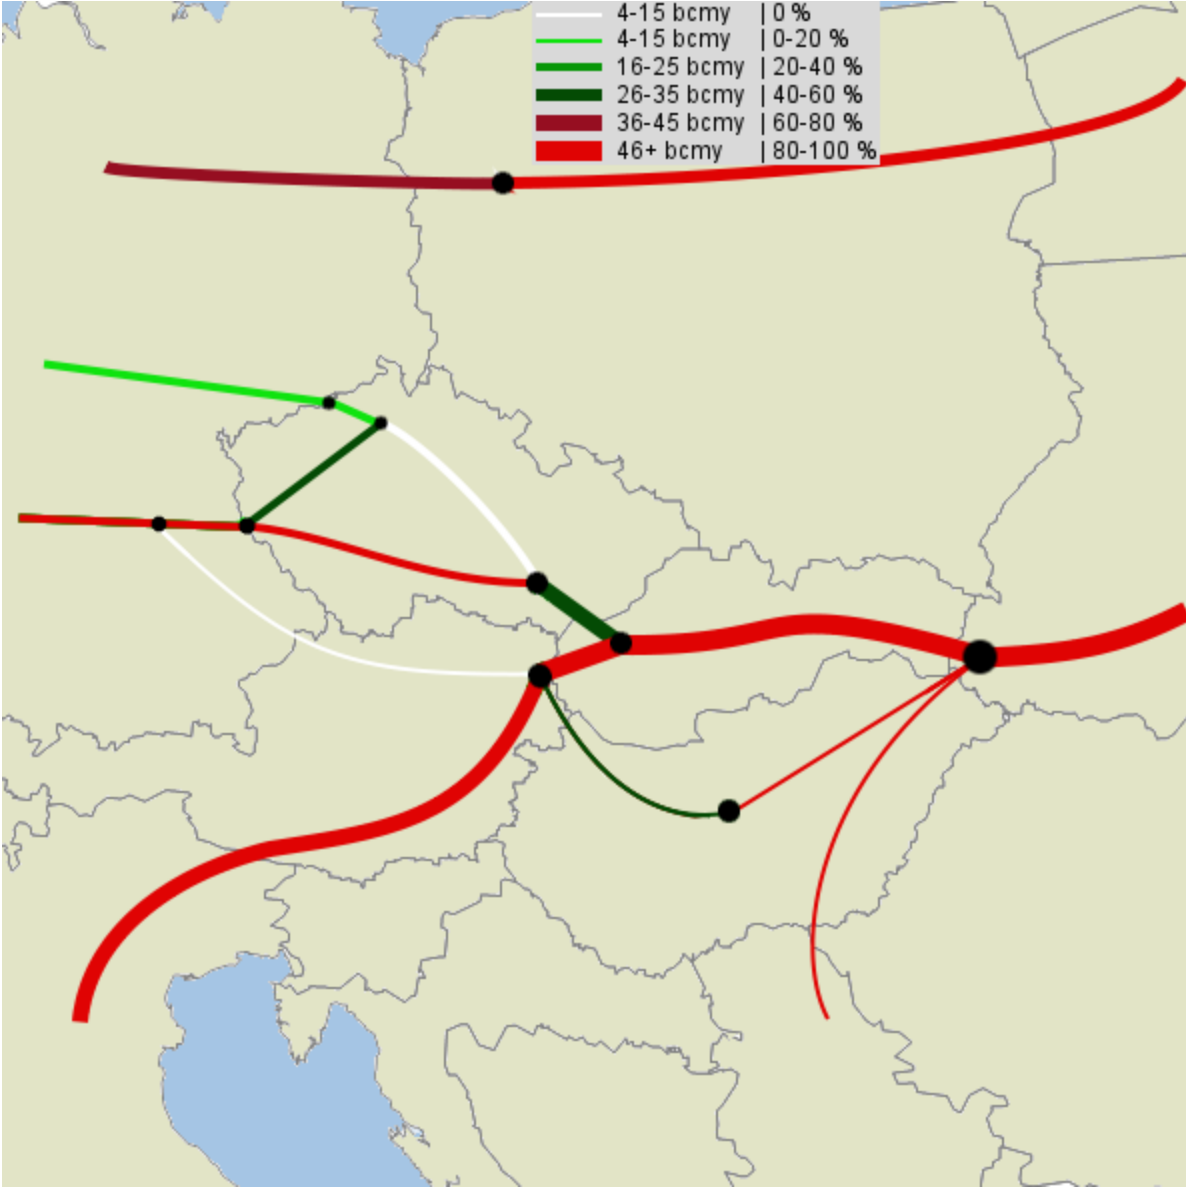 4-15 bcmy | 0 %
4-15 bcmy | 0-20 %
16-25 bcmy | 20-40 %
26-35 bcmy | 40-60 %
36-45 bcmy | 60-80 %
46+ bcmy | 80-100 %